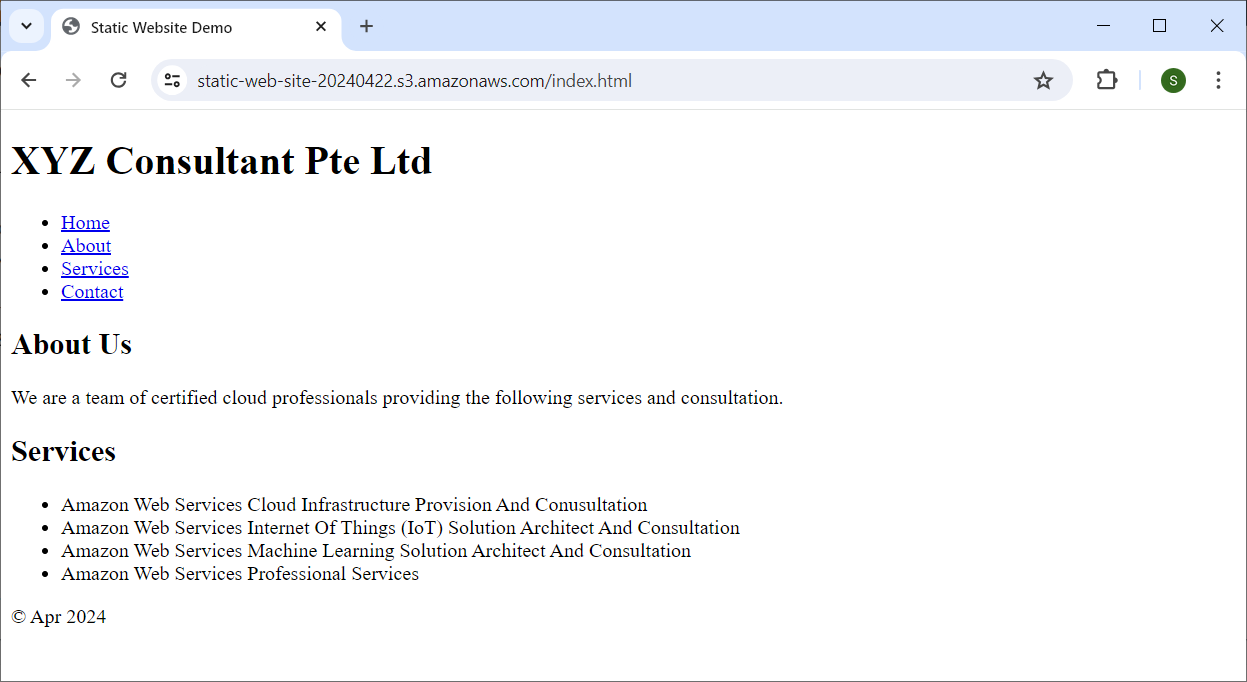 Static Website Demo
static-web-site-20240422.s3.amazonaws.com/index.html
S
XYZ Consultant Pte Ltd
Home
About
Services
Contact
About Us
We are a team of certified cloud professionals providing the following services and consultation.
Services
Amazon Web Services Cloud Infrastructure Provision And Conusultation
Amazon Web Services Internet Of Things (IoT) Solution Architect And Consultation
Amazon Web Services Machine Learning Solution Architect And Consultation
Amazon Web Services Professional Services
© Apr 2024